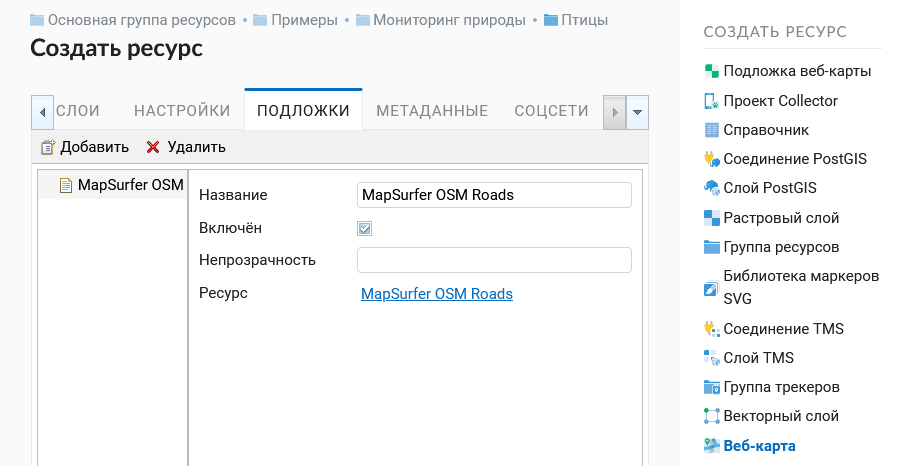 Основная группа ресурсов • Примеры • Мониторинг природы • Птицы
Создать ресурс
СЛОИ НАСТРОЙКИ ПОДЛОЖКИ МЕТАДАННЫЕ СОЦСЕТИ
Добавить Удалить
MapSurfer OSM
Название MapSurfer OSM Roads
Включён
Непрозрачность
Ресурс MapSurfer OSM Roads
СОЗДАТЬ РЕСУРС
Подложка веб-карты
Проект Collector
Справочник
Соединение PostGIS
Слой PostGIS
Растровый слой
Группа ресурсов
Библиотека маркеров
SVG
Соединение TMS
Слой TMS
Группа трекеров
Векторный слой
Веб-карта